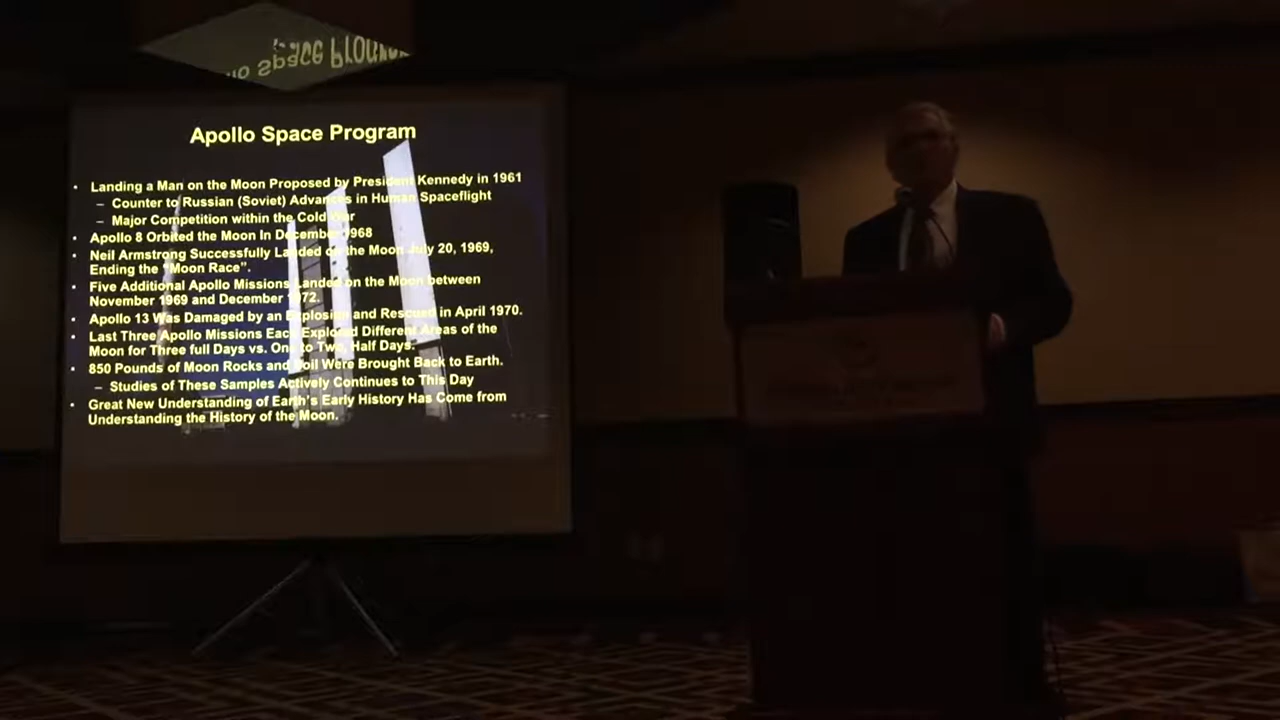 Apollo Space Program
• Landing a Man on the Moon Proposed by President Kennedy in 1961
– Counter to Russian (Soviet) Advances in Human Spaceflight
– Major Competition within the Cold War
• Apollo 8 Orbited the Moon In December 1968
• Neil Armstrong Successfully Landed on the Moon July 20, 1969,
Ending the “Moon Race”.
• Five Additional Apollo Missions Landed on the Moon between
November 1969 and December 1972.
• Apollo 13 Was Damaged by an Explosion and Rescued in April 1970.
• Last Three Apollo Missions Each Explored Different Areas of the
Moon for Three full Days vs. One to Two, Half Days.
• 850 Pounds of Moon Rocks and Soil Were Brought Back to Earth.
– Studies of These Samples Actively Continues to This Day
• Great New Understanding of Earth’s Early History Has Come from
Understanding the History of the Moon.